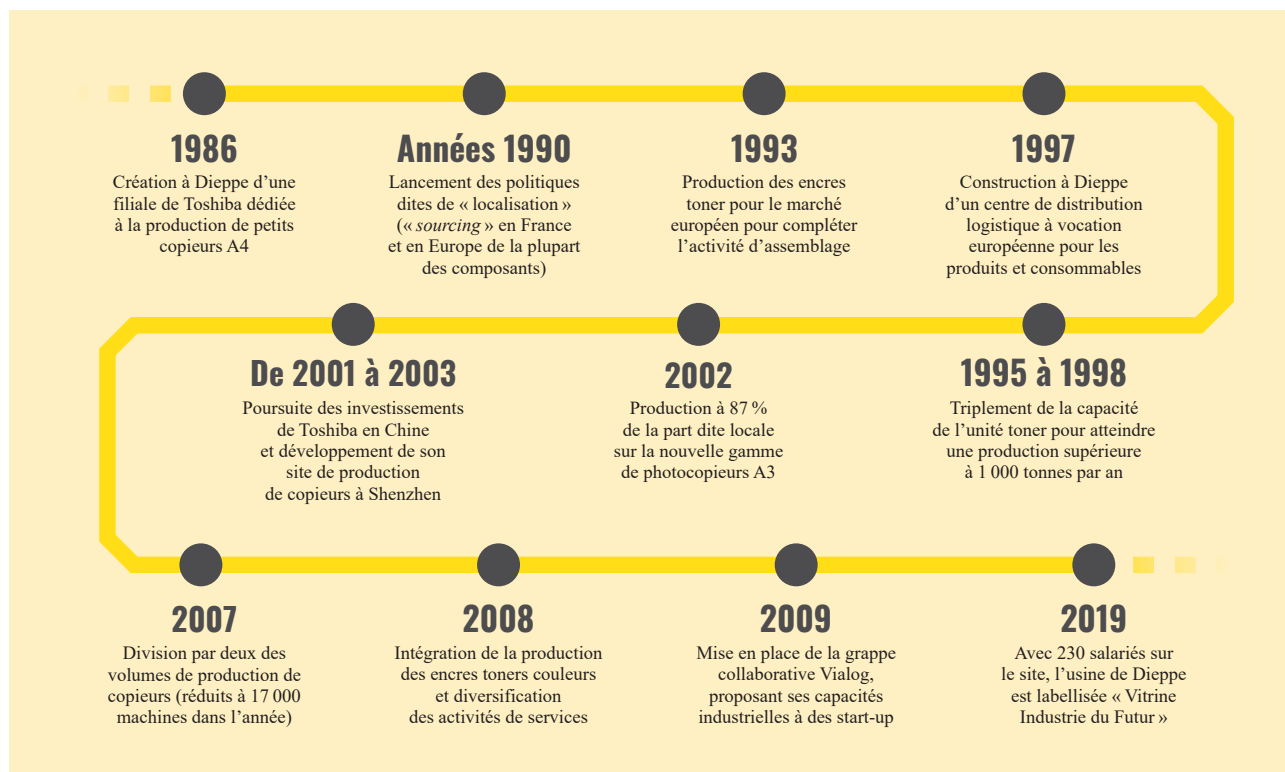 1986
Création à Dieppe d’une
filiale de Toshiba dédiée
à la production de petits
copieurs A4
Années 1990
Lancement des politiques
dites de « localisation »
(« sourcing » en France
et en Europe de la plupart
des composants)
1993
Production des encres
toner pour le marché
européen pour compléter
l’activité d’assemblage
1997
Construction à Dieppe
d’un centre de distribution
logistique à vocation
européenne pour les
produits et consommables
De 2001 à 2003
Poursuite des investissements
de Toshiba en Chine
et développement de son
site de production
de copieurs à Shenzhen
2002
Production à 87 %
de la part dite locale
sur la nouvelle gamme
de photocopieurs A3
1995 à 1998
Triplement de la capacité
de l’unité toner pour atteindre
une production supérieure
à 1 000 tonnes par an
2007
Division par deux des
volumes de production de
copieurs (réduits à 17 000
machines dans l’année)
2008
Intégration de la production
des encres toners couleurs
et diversification
des activités de services
2009
Mise en place de la grappe
collaborative Vialog,
proposant ses capacités
industrielles à des start-up
2019
Avec 230 salariés sur
le site, l’usine de Dieppe
est labellisée « Vitrine
Industrie du Futur »